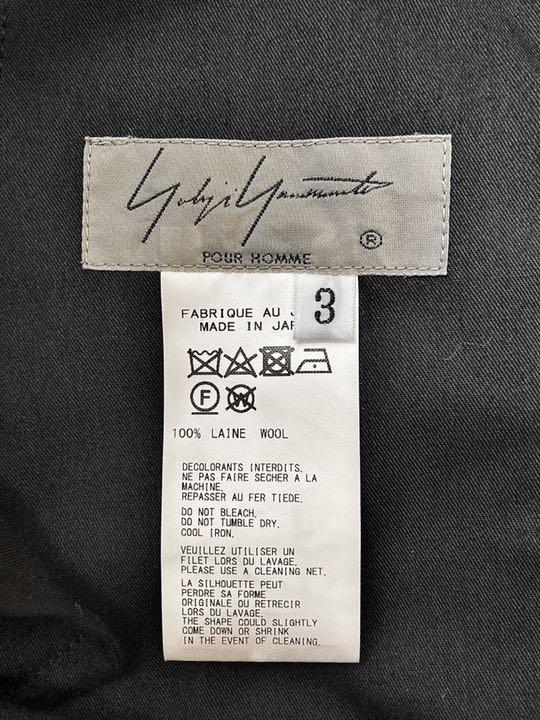 Yohji Yamamoto
®
POUR HOMME
3
FABRIQUE AU J
MADE IN JAP
F
W
100% LAINE WOOL
DECOLORANTS INTERDITS.
NE PAS FAIRE SECHER A LA
MACHINE.
REPASSER AU FER TIEDE.
DO NOT BLEACH.
DO NOT TUMBLE DRY.
COOL IRON.
VEUILLEZ UTILISER UN
FILET LORS DU LAVAGE.
PLEASE USE A CLEANING NET.
LA SILHOUETTE PEUT
PERDRE SA FORME
ORIGINALE OU RETRECIR
LORS DU LAVAGE.
THE SHAPE COULD SLIGHTLY
COME DOWN OR SHRINK
IN THE EVENT OF CLEANING.